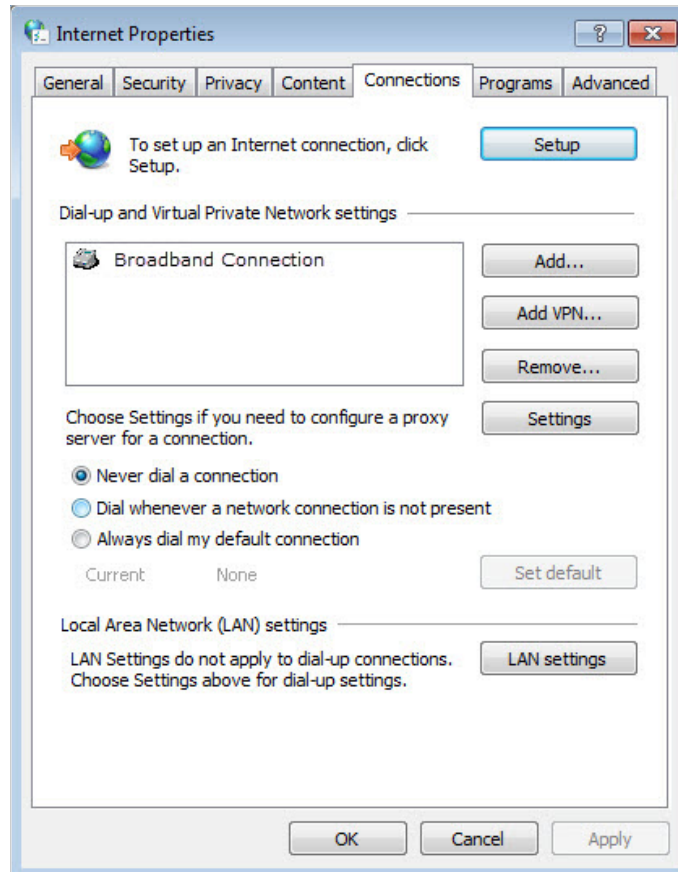 Internet Properties
General Security Privacy Content Connections Programs Advanced
To set up an Internet connection, click
Setup.
Setup
Dial-up and Virtual Private Network settings
Broadband Connection
Add...
Add VPN...
Remove...
Choose Settings if you need to configure a proxy
server for a connection.
Settings
Never dial a connection
Dial whenever a network connection is not present
Always dial my default connection
Current None
Set default
Local Area Network (LAN) settings
LAN Settings do not apply to dial-up connections.
Choose Settings above for dial-up settings.
LAN settings
OK Cancel Apply